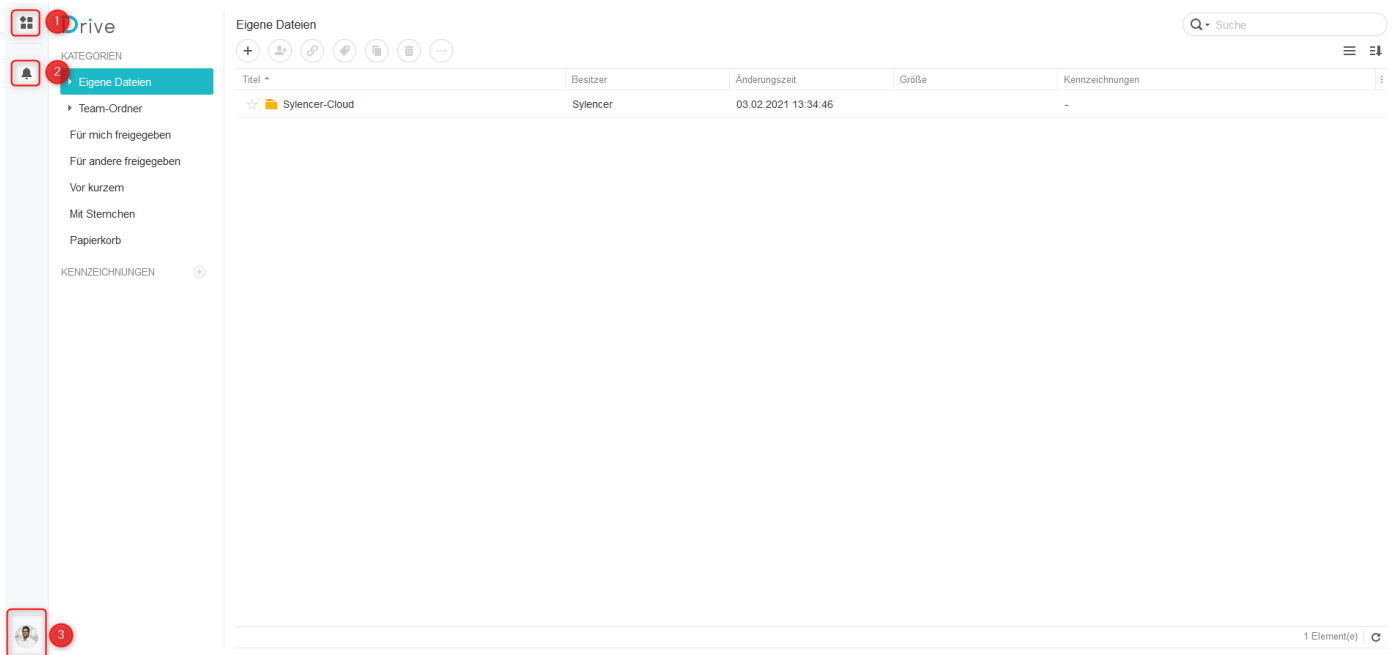 1
Drive
2
3
KATEGORIEN
Eigene Dateien
Team-Ordner
Für mich freigegeben
Für andere freigegeben
Vor kurzem
Mit Sternchen
Papierkorb
KENNZEICHNUNGEN
Eigene Dateien
Suche
Titel Besitzer Änderungszeit Größe Kennzeichnungen
Sylencer-Cloud Sylencer 03.02.2021 13:34:46 -
1 Element(e)